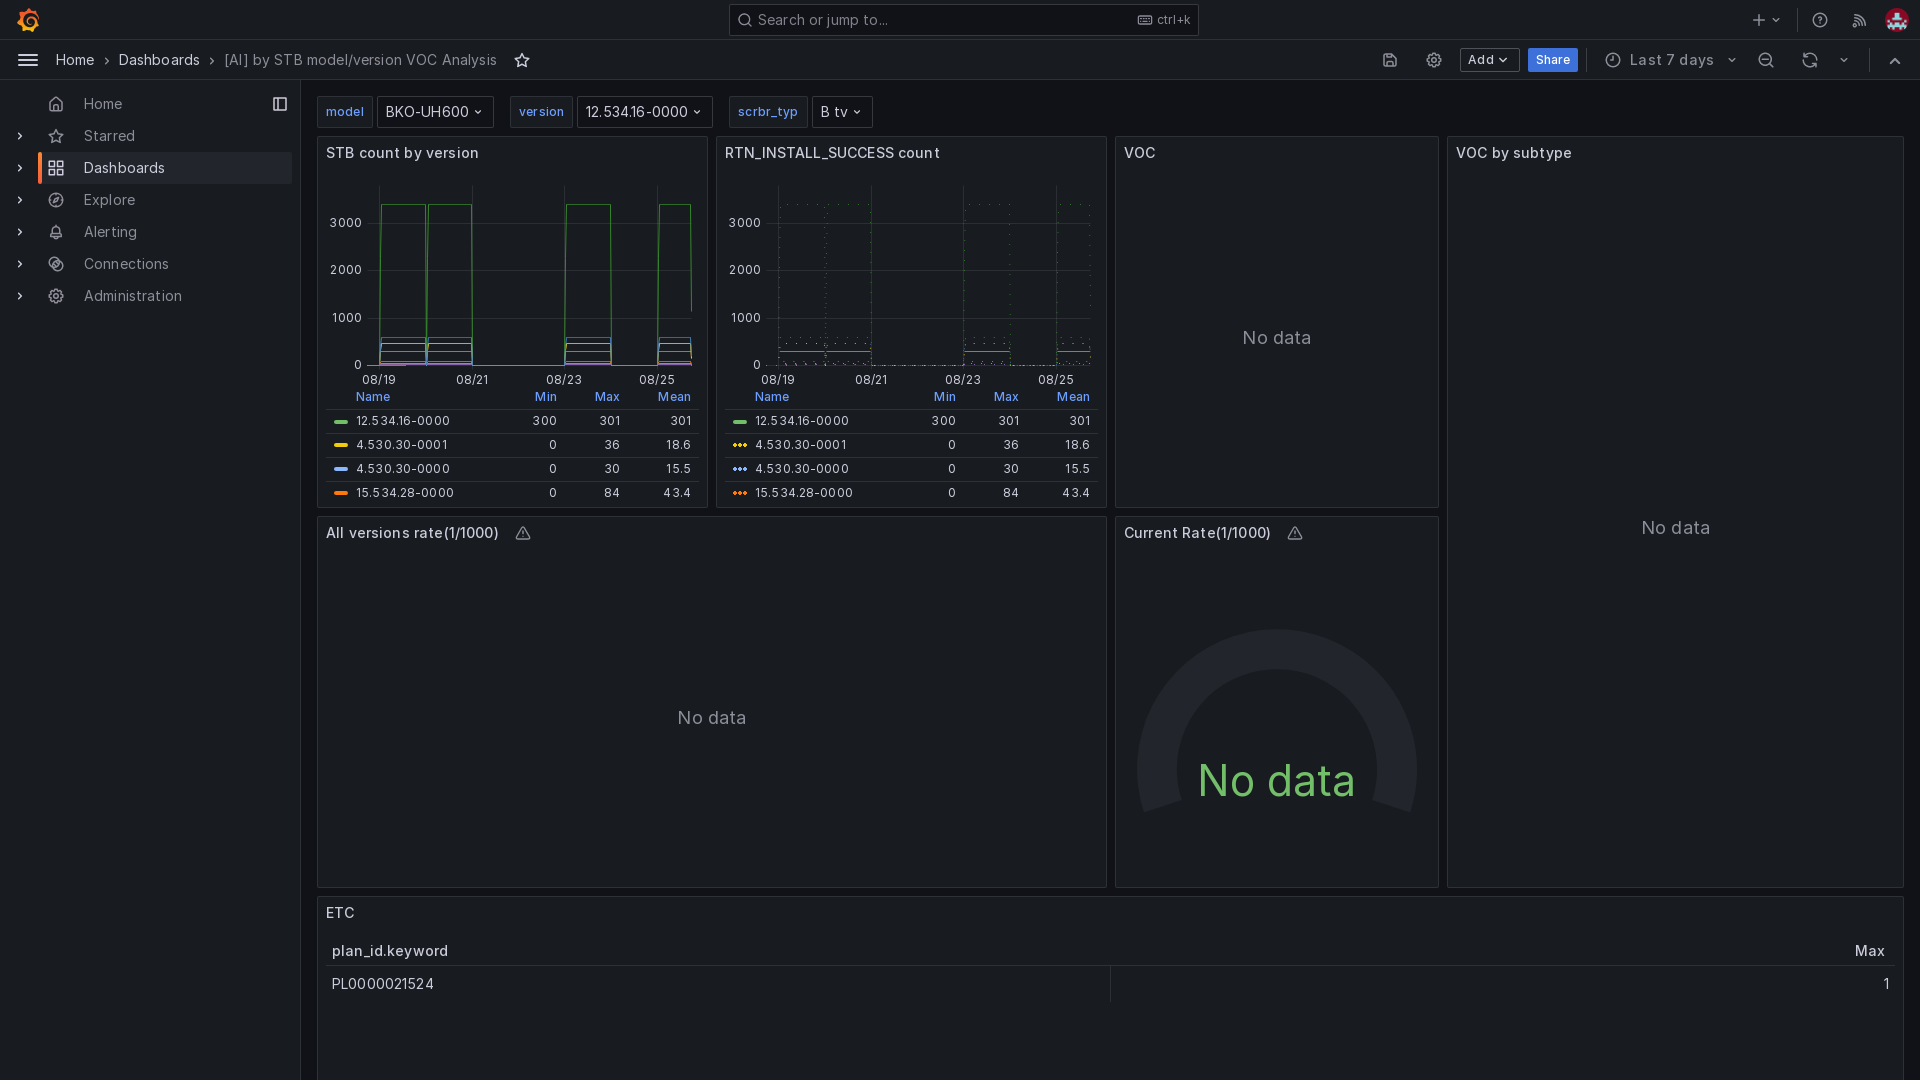 Search or jump to...
ctrl+k
Home
Dashboards
[AI] by STB model/version VOC Analysis
Add
Share
Last 7 days
Home
Starred
Dashboards
Explore
Alerting
Connections
Administration
model
BKO-UH600
version
12.534.16-0000
scrbr_typ
B tv
STB count by version
3000
2000
1000
0
08/19
08/21
08/23
08/25
Name Min Max Mean
12.534.16-0000 300 301 301
4.530.30-0001 0 36 18.6
4.530.30-0000 0 30 15.5
15.534.28-0000 0 84 43.4
RTN_INSTALL_SUCCESS count
3000
2000
1000
0
08/19
08/21
08/23
08/25
Name Min Max Mean
12.534.16-0000 300 301 301
4.530.30-0001 0 36 18.6
4.530.30-0000 0 30 15.5
15.534.28-0000 0 84 43.4
VOC
No data
VOC by subtype
No data
All versions rate(1/1000)
No data
Current Rate(1/1000)
No data
ETC
plan_id.keyword Max
PL0000021524 1